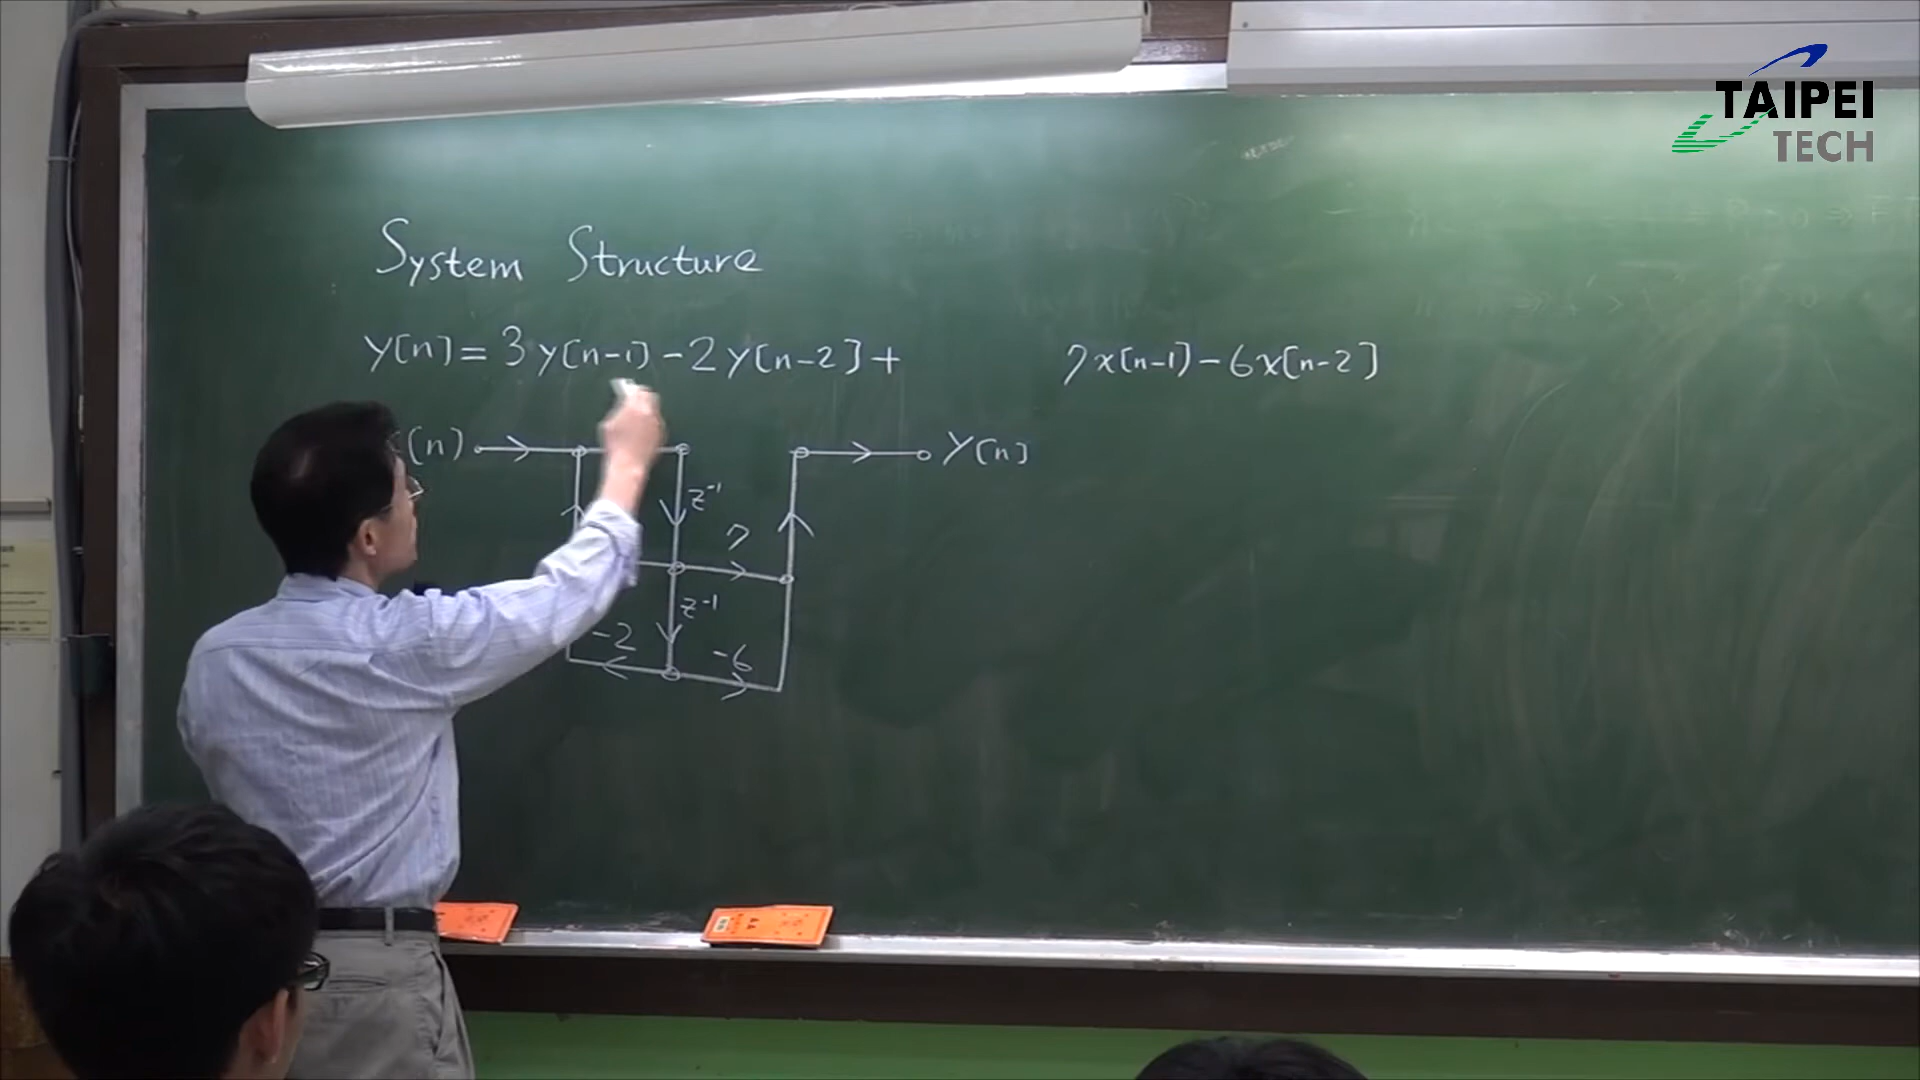 TAIPEI
TECH
System Structure
y[n] = 3y[n-1] - 2y[n-2] + 7x[n-1] - 6x[n-2]
[n]
y[n]
z⁻¹
7
z⁻¹
-2
-6